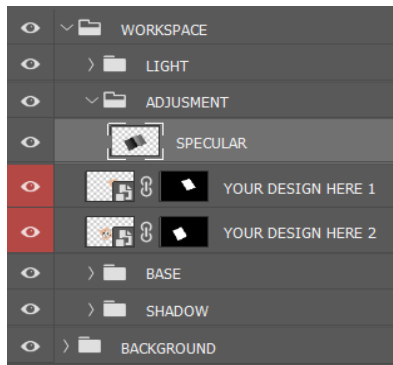 WORKSPACE
LIGHT
ADJUSMENT
SPECULAR
YOUR DESIGN HERE 1
YOUR DESIGN HERE 2
BASE
SHADOW
BACKGROUND